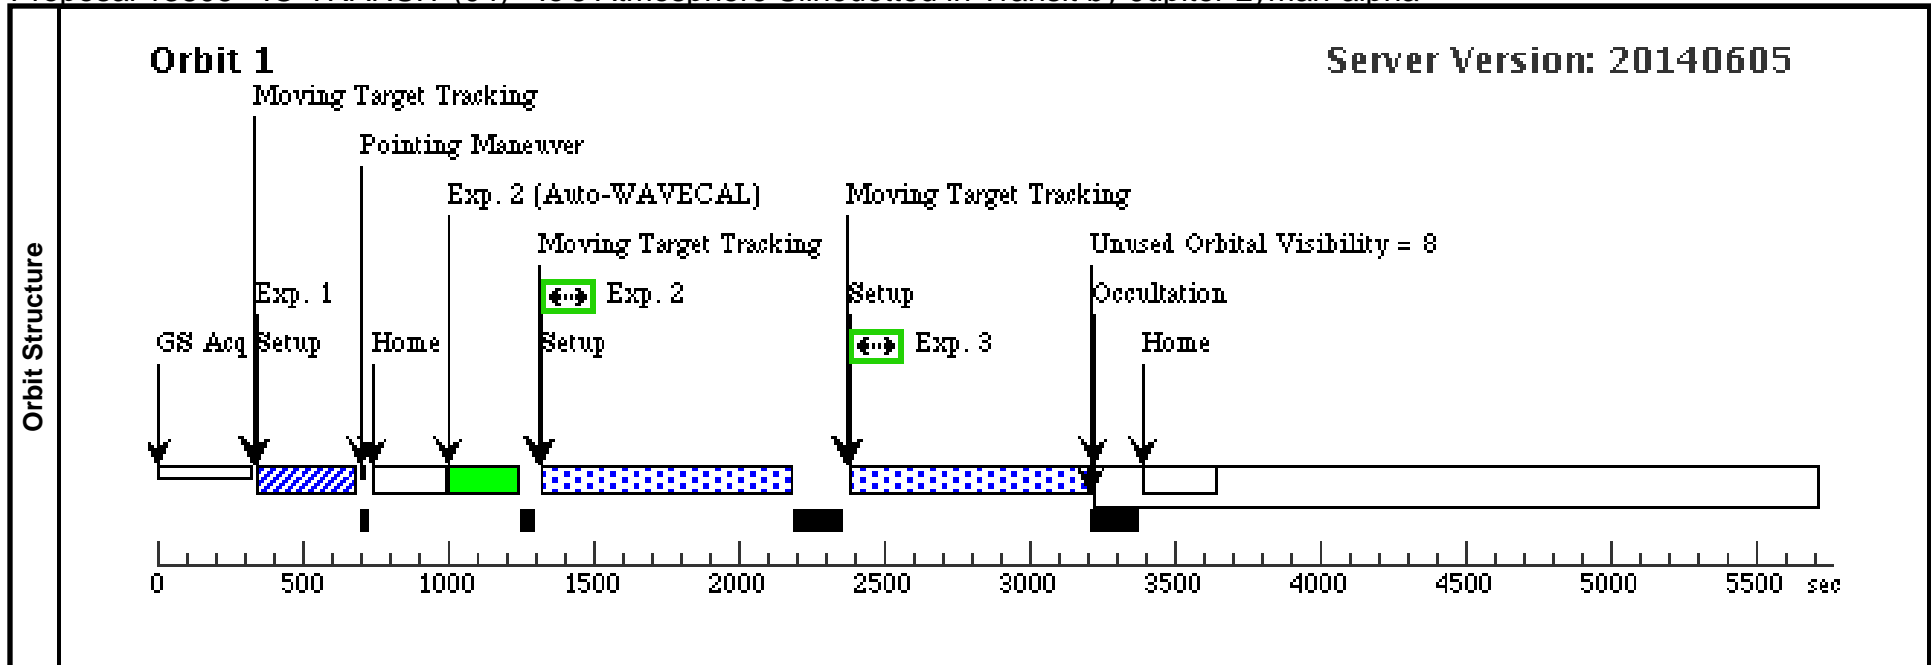 Orbit 1
Server Version: 20140605
Moving Target Tracking
Pointing Maneuver
Exp. 2 (Auto-WAVECAL)
Moving Target Tracking
Moving Target Tracking
Unused Orbital Visibility = 8
Exp. 1
Exp. 2
Setup
Occultation
GS Acq
Setup
Home
Setup
Exp. 3
Home
Orbit Structure
0 500 1000 1500 2000 2500 3000 3500 4000 4500 5000 5500 sec